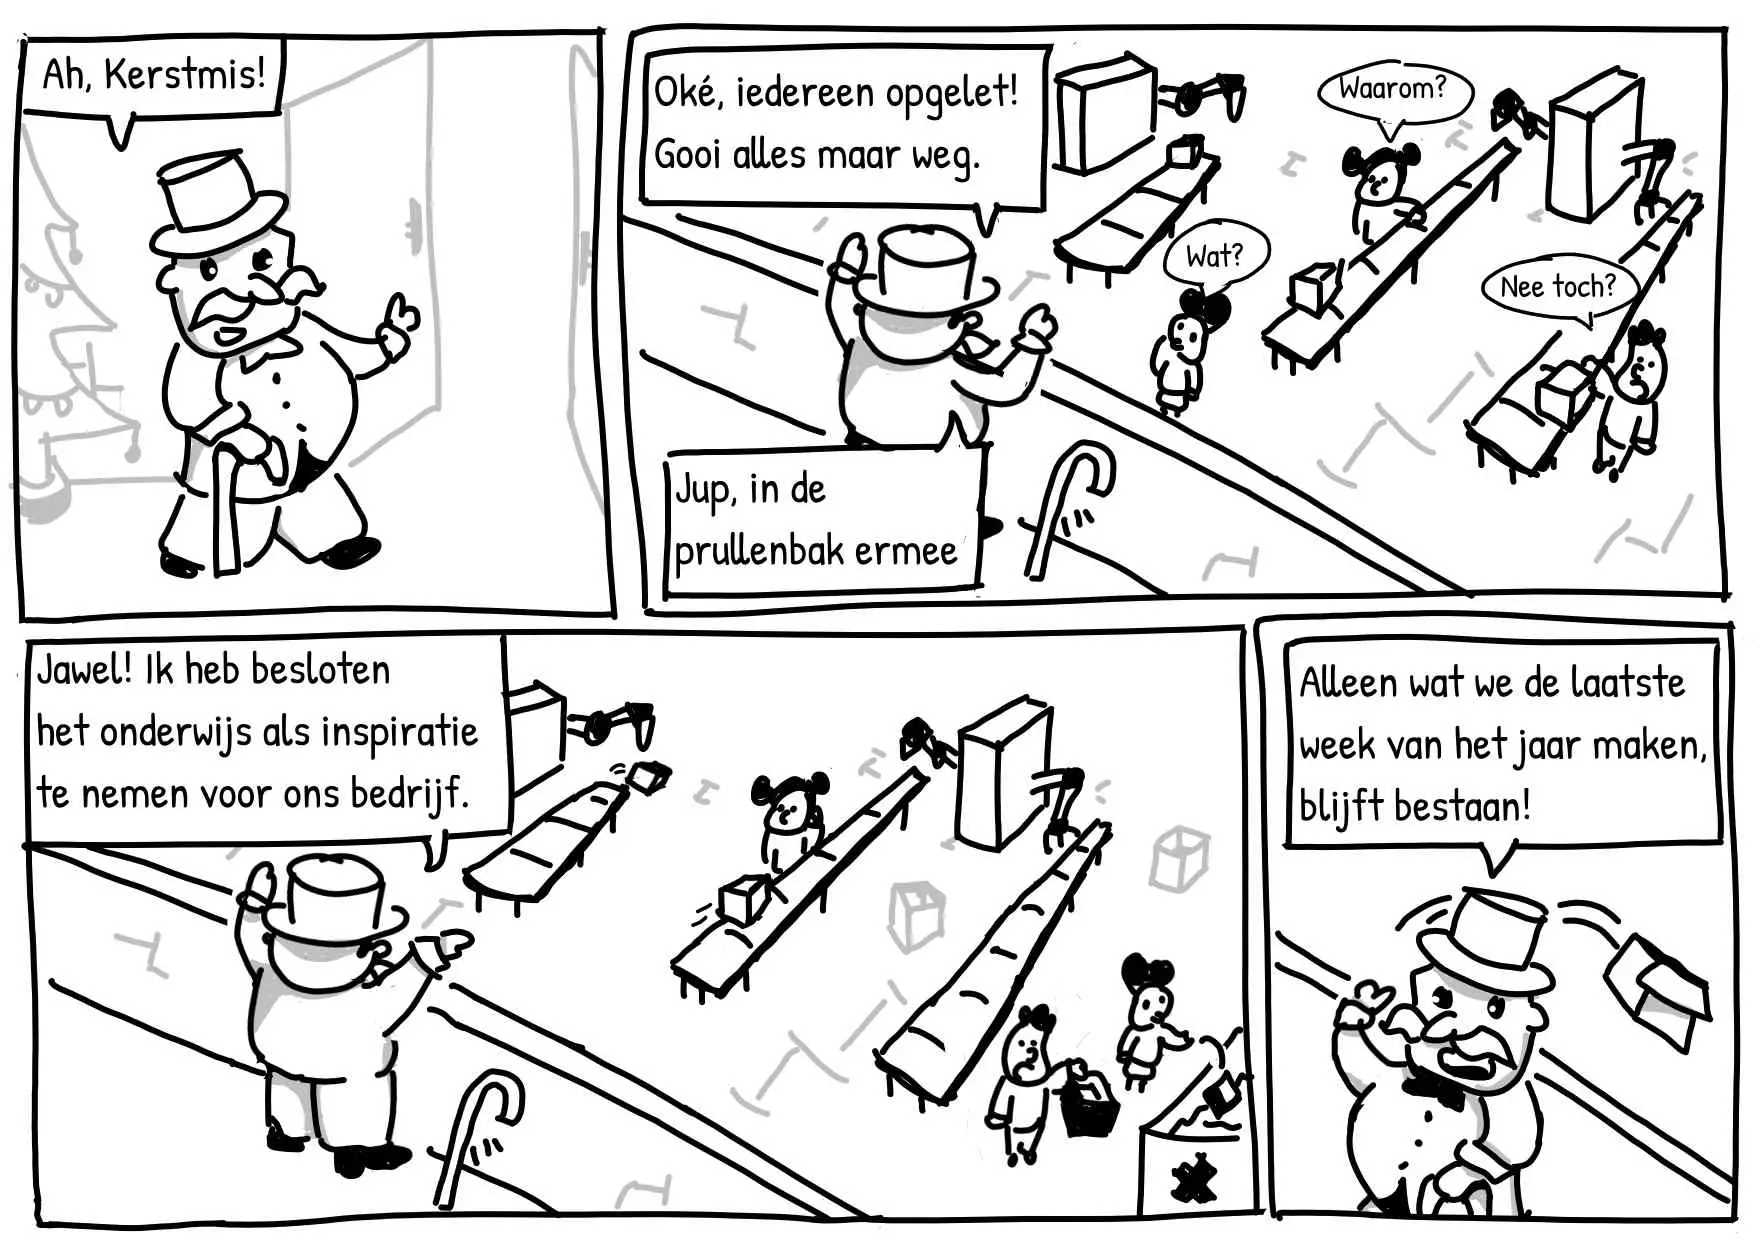 Ah, Kerstmis!
Oké, iedereen opgelet!
Gooi alles maar weg.
Waarom?
Wat?
Nee toch?
Jup, in de
prullenbak ermee
Jawel! Ik heb besloten
het onderwijs als inspiratie
te nemen voor ons bedrijf.
Alleen wat we de laatste
week van het jaar maken,
blijft bestaan!